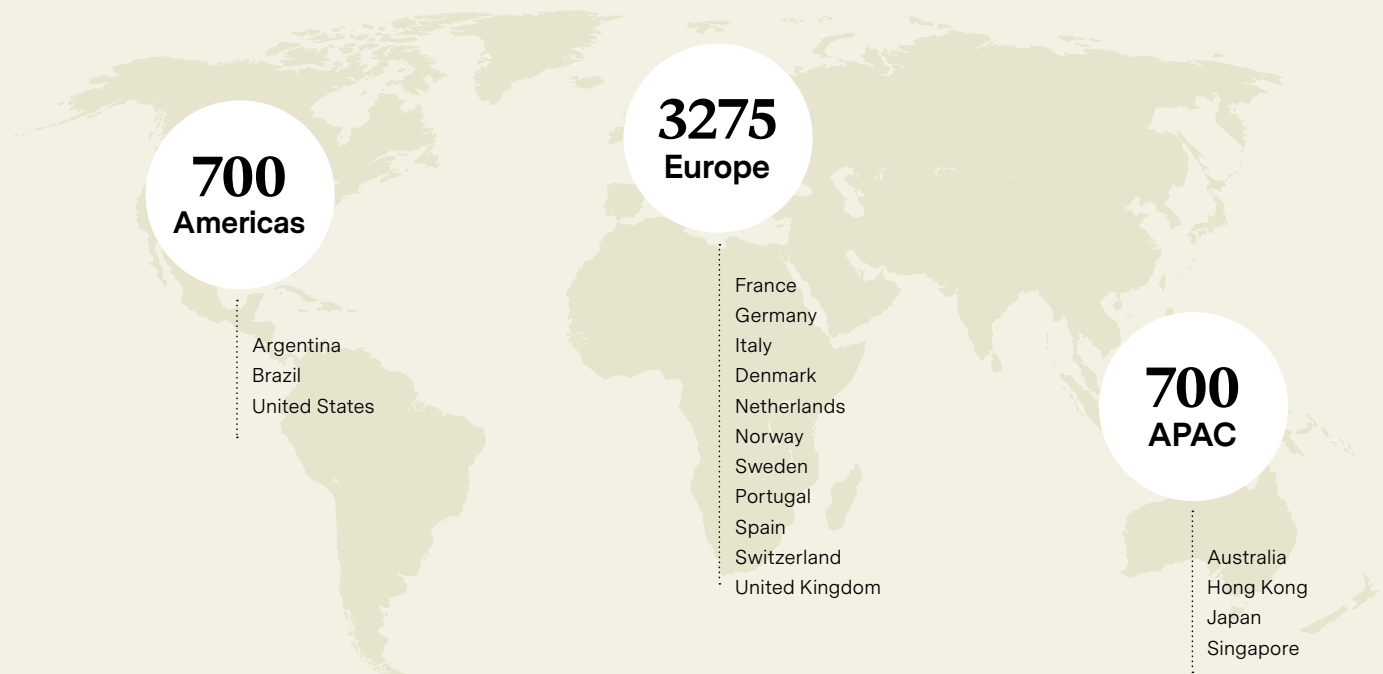 700
Americas
Argentina
Brazil
United States
3275
Europe
France
Germany
Italy
Denmark
Netherlands
Norway
Sweden
Portugal
Spain
Switzerland
United Kingdom
700
APAC
Australia
Hong Kong
Japan
Singapore